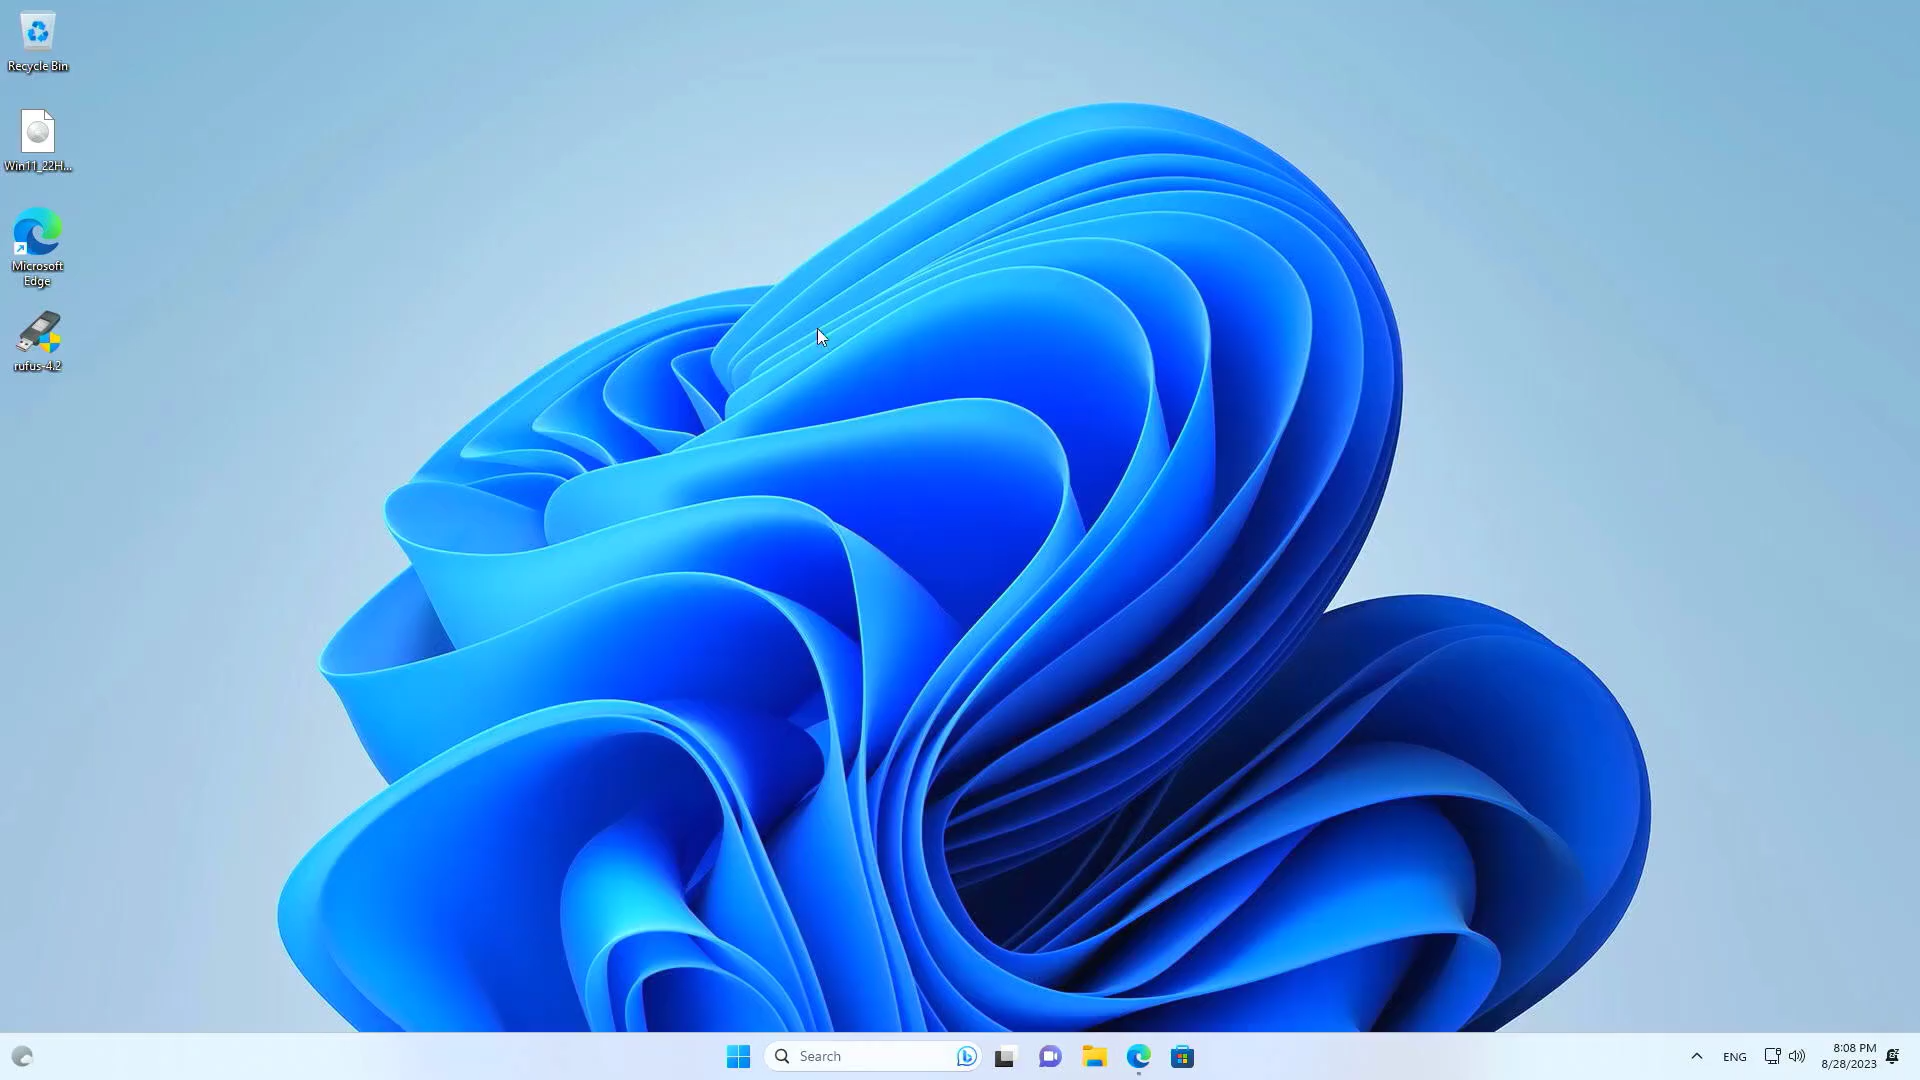 Recycle Bin
Win11_22H...
Microsoft
Edge
rufus-4.2
Search
ENG
8:08 PM
8/28/2023